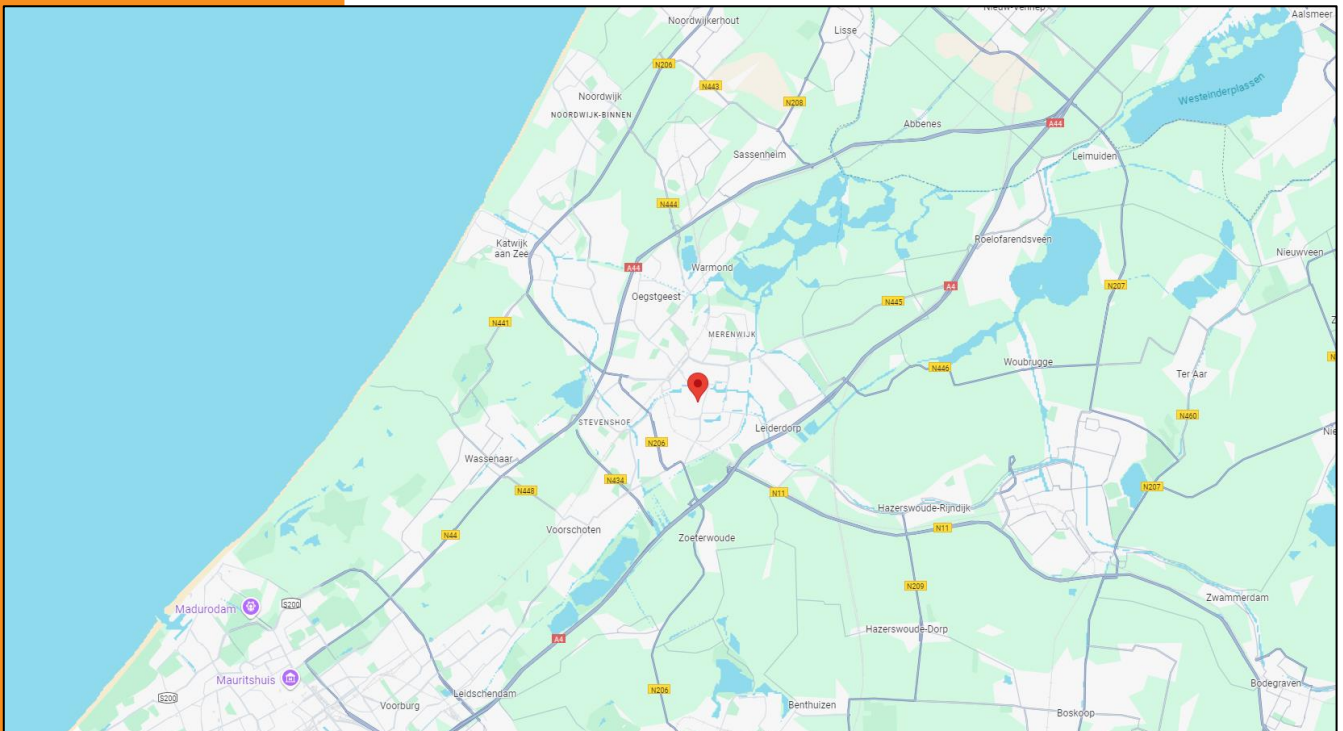 Noordwijkerhout
Nieuw-Vennep
Aalsmeer
Lisse
N206
N443
N208
Westeinderplassen
Noordwijk
NOORDWIJK-BINNEN
Abbenes
A44
Sassenheim
Leimuiden
N444
Katwijk
aan Zee
Roelofarendsveen
Nieuwveen
A44
Warmond
A4
N207
Oegstgeest
N445
N441
MERENWIJK
Woubrugge
N446
Ter Aar
N460
STEVENSHOF
Leiderdorp
N206
Wassenaar
N434
N448
N11
N207
Hazerswoude-Rijndijk
N11
Voorschoten
N44
Zoeterwoude
N209
Zwammerdam
Madurodam
S200
Hazerswoude-Dorp
A4
Mauritshuis
Bodegraven
S200
Leidschendam
N206
Voorburg
Benthuizen
Boskoop